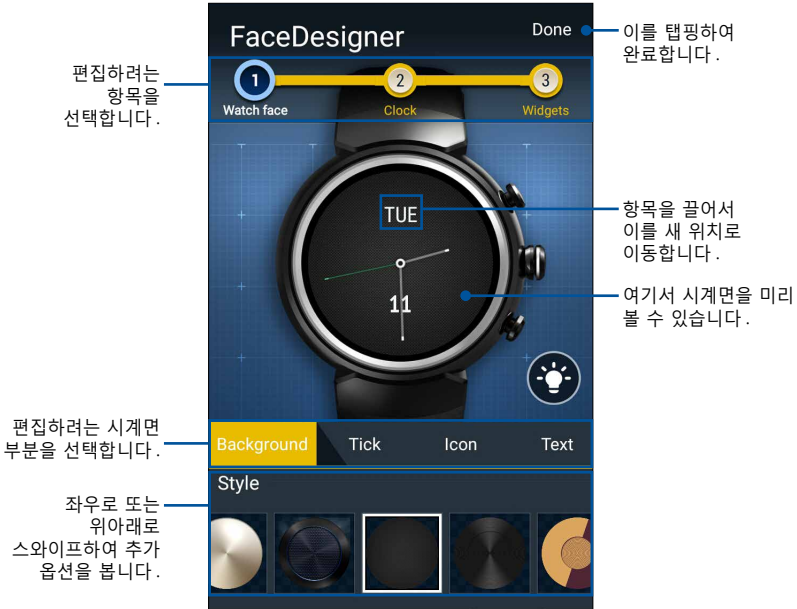 FaceDesigner
Done
이를 탭핑하여
완료합니다.
편집하려는
항목을
선택합니다.
1
2
3
Watch face
Clock
Widgets
TUE
항목을 끌어서
이를 새 위치로
이동합니다.
11
여기서 시계면을 미리
볼 수 있습니다.
편집하려는 시계면
부분을 선택합니다.
Background
Tick
Icon
Text
Style
좌우로 또는
위아래로
스와이프하여 추가
옵션을 봅니다.